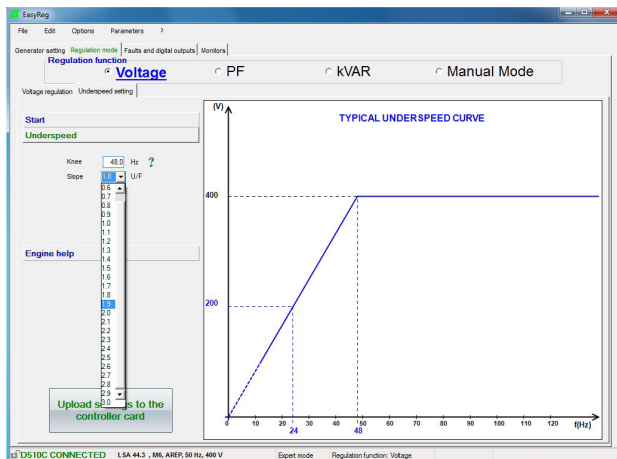 EasyReg
File Edit Options Parameters ?
Generator setting Regulation mode Faults and digital outputs Monitors
Regulation function
Voltage PF kVAR Manual Mode
Voltage regulation Underspeed setting
Start
Underspeed
Knee 48.0 Hz ?
Slope 1.0 U/F
0.6
0.7
0.8
0.9
1.0
1.1
1.2
1.3
1.4
1.5
1.6
1.7
1.8
1.9
2.0
2.1
2.2
2.3
2.4
2.5
2.6
2.7
2.8
2.9
3.0
Engine help
Upload s gs to the
controller card
(V)
TYPICAL UNDERSPEED CURVE
400
200
0 10 20 30 40 50 60 70 80 90 100 110 120 f(Hz)
24 48
D510C CONNECTED LSA 44.3 , M6, AREP, 50 Hz, 400 V Expert mode Regulation function: Voltage